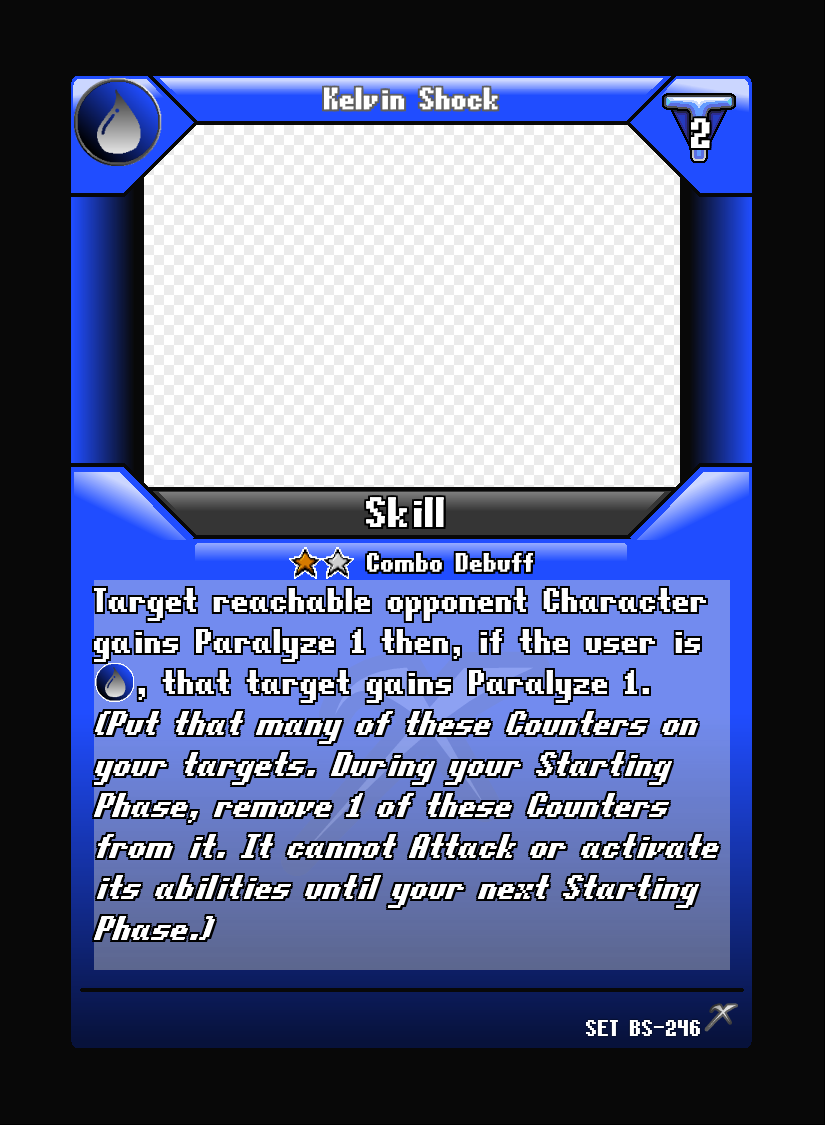 Kelvin Shock
2
Skill
Combo Debuff
Target reachable opponent Character
gains Paralyze 1 then, if the user is
, that target gains Paralyze 1.
(Put that many of these Counters on
your targets. During your Starting
Phase, remove 1 of these Counters
from it. It cannot Attack or activate
its abilities until your next Starting
Phase.)
SET BS-246